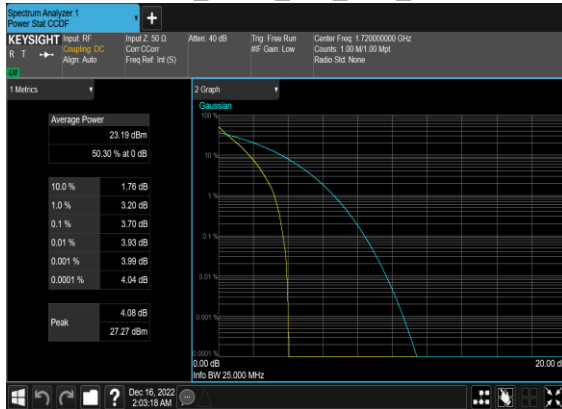 Spectrum Analyzer 1
Power Stat CCDF
KEYSIGHT
R T
LXI
Input: RF
Coupling: DC
Align: Auto
Input Z: 50 Ω
Corr CCorr
Freq Ref: Int (S)
Atten: 40 dB
Trig: Free Run
#IF Gain: Low
Center Freq: 1.720000000 GHz
Counts: 1.00 M/1.00 Mpt
Radio Std: None
1 Metrics
Average Power
23.19 dBm
50.30 % at 0 dB
10.0 % 1.76 dB
1.0 % 3.20 dB
0.1 % 3.70 dB
0.01 % 3.93 dB
0.001 % 3.99 dB
0.0001 % 4.04 dB
Peak
4.08 dB
27.27 dBm
2 Graph
Gaussian
100 %
10 %
1 %
0.1 %
0.01 %
0.001 %
0.0001 %
0.00 dB
20.00 d
Info BW 25.000 MHz
?
Dec 16, 2022
2:03:18 AM